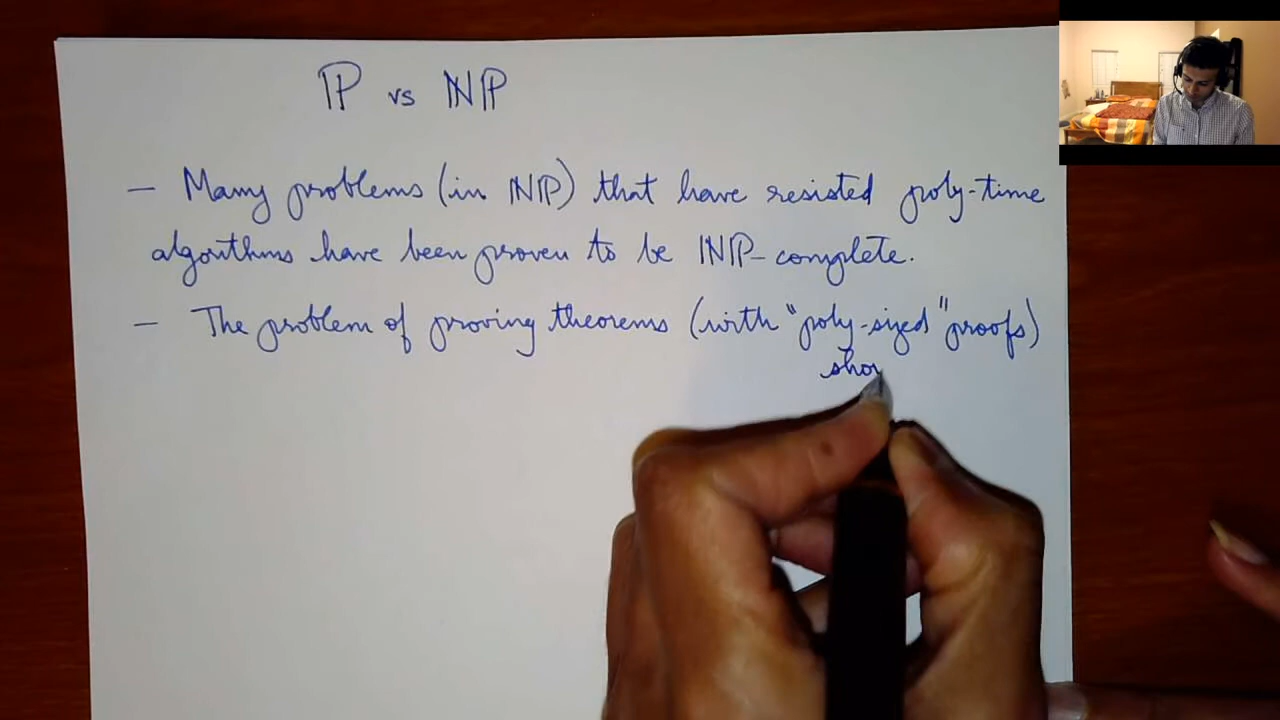 P vs NP
— Many problems (in NP) that have resisted poly-time
algorithms have been proven to be NP-complete.
— The problem of proving theorems (with "poly-sized" proofs)
shor